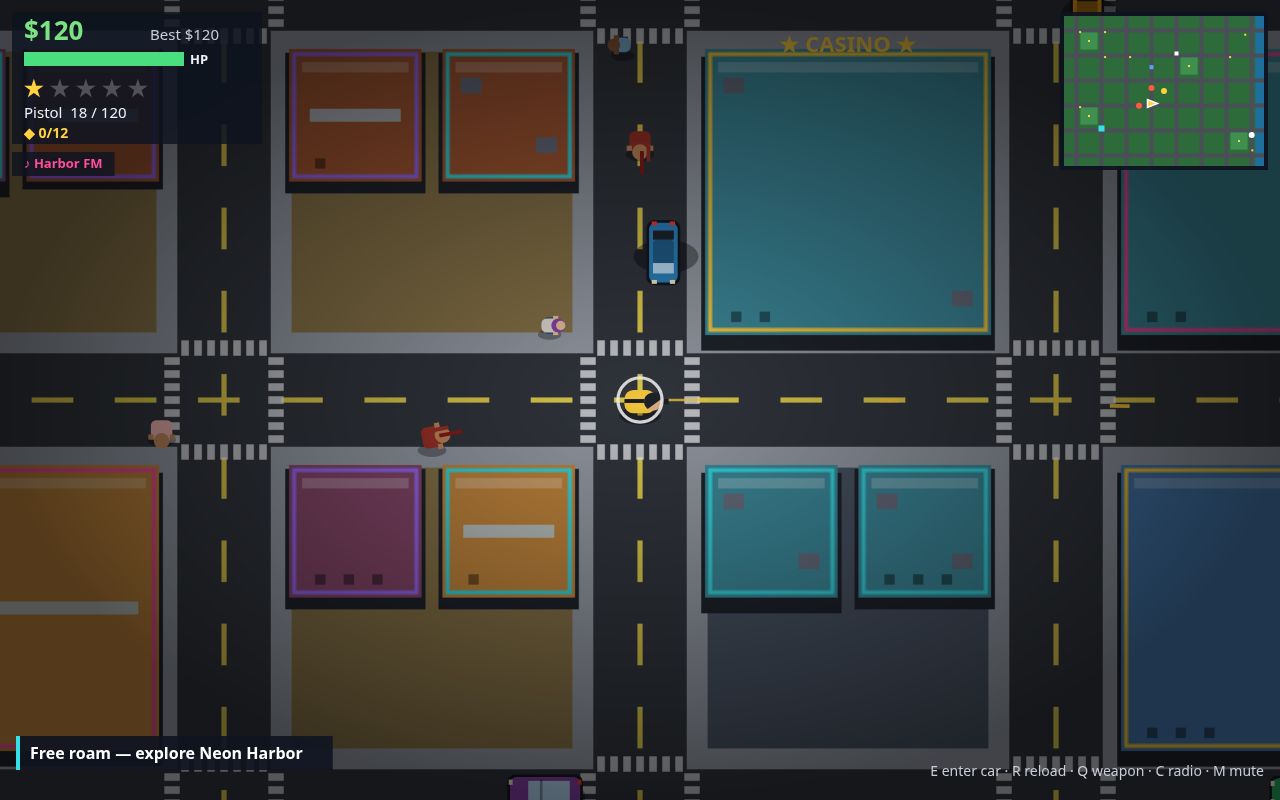 $120
Best $120
HP
★★★★★
Pistol 18 / 120
◆ 0/12
♪ Harbor FM
★ CASINO ★
Free roam — explore Neon Harbor
E enter car · R reload · Q weapon · C radio · M mute